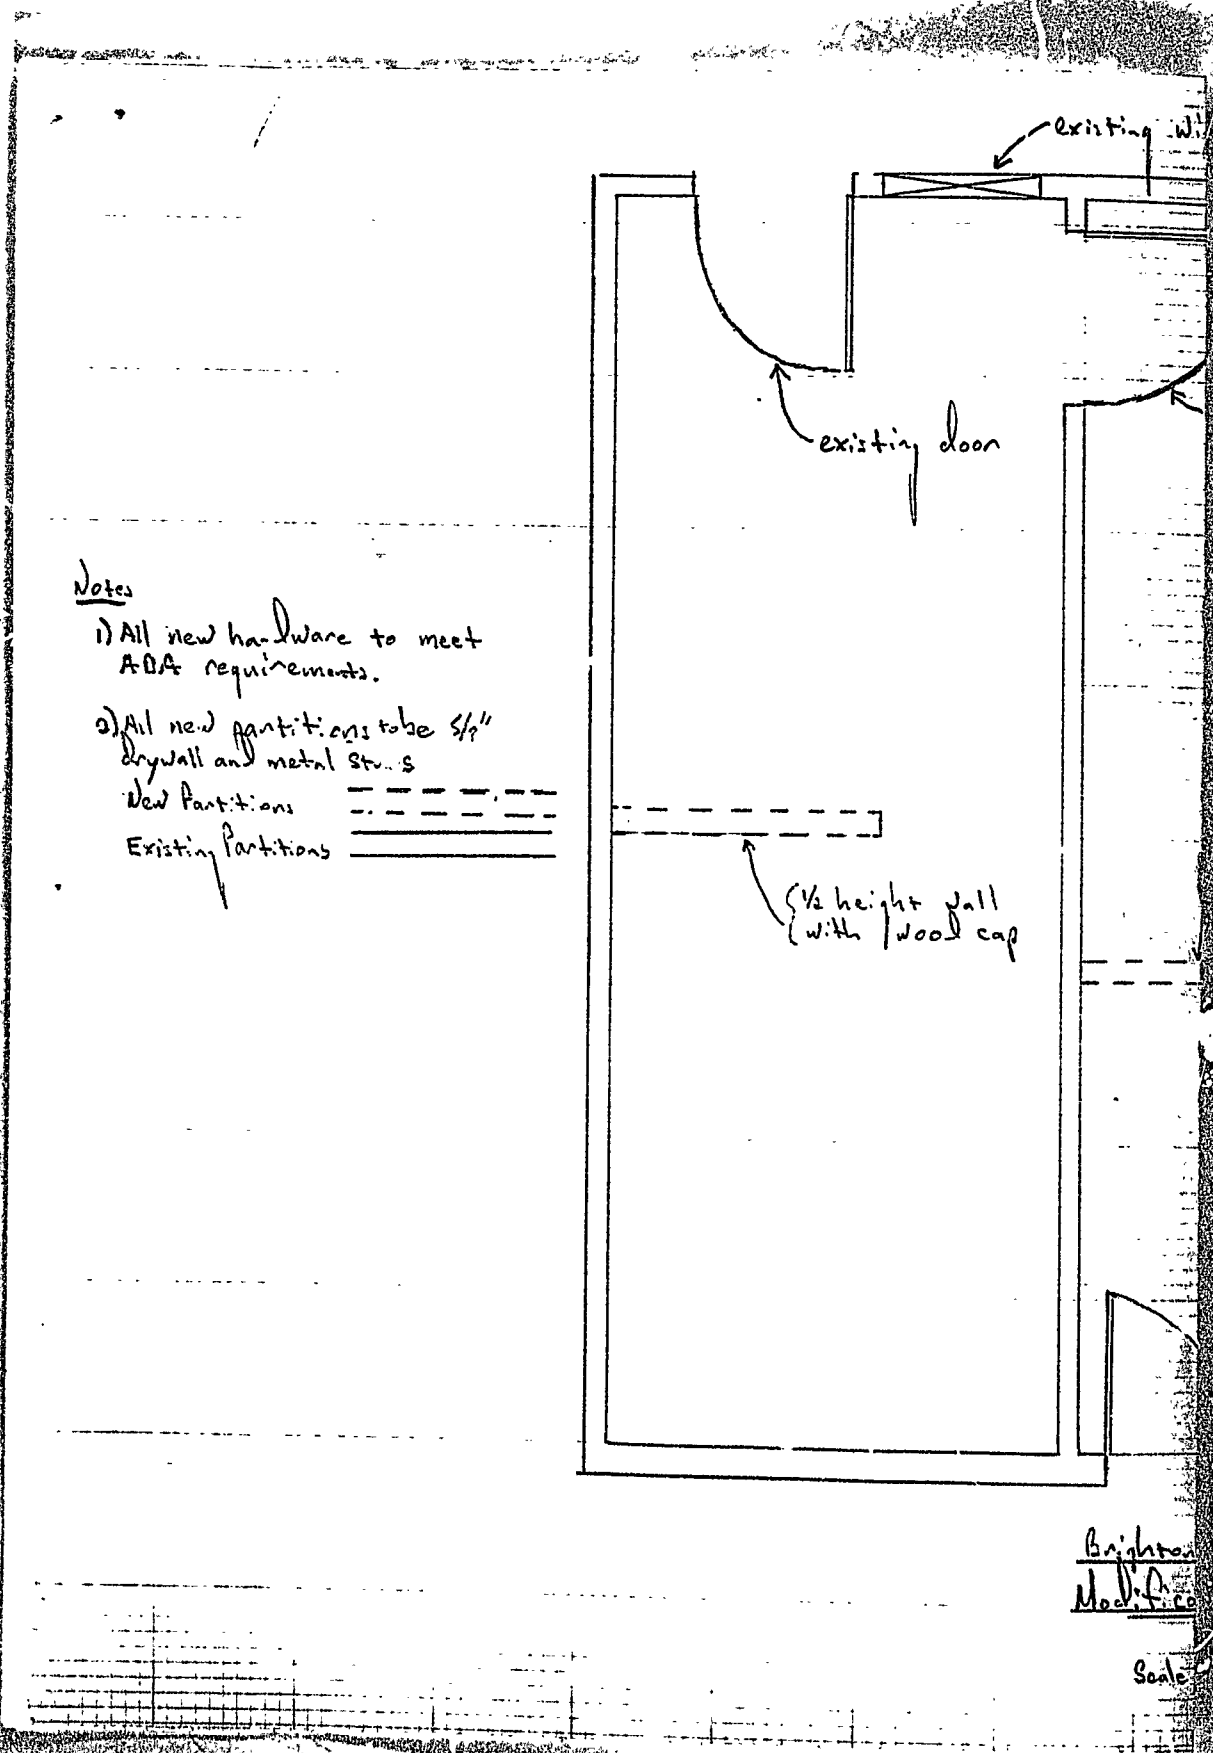 existing
existing door
Notes
1) All new hardware to meet
ADA requirements.
2) All new partitions to be 5/8"
drywall and metal
New Partitions
Existing Partitions
1/2 height wall
with wood cap
Brighton
Scale